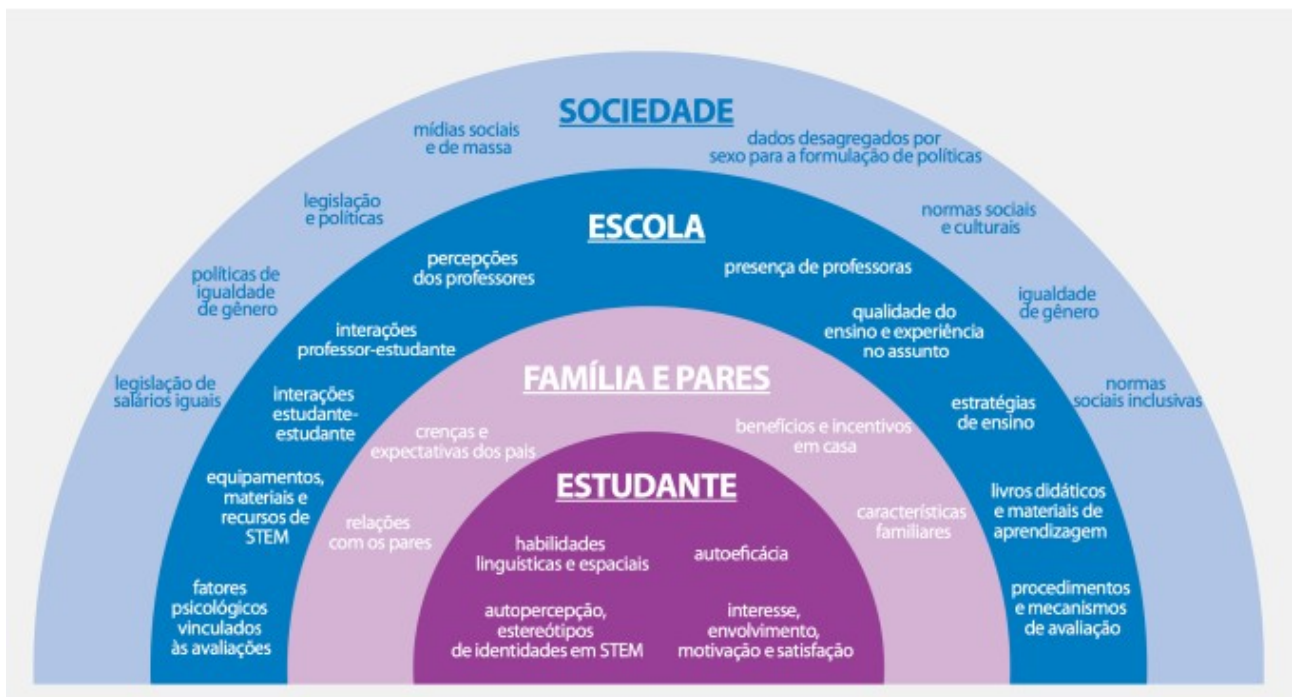 SOCIEDADE
mídias sociais
e de massa
dados desagregados por
sexo para a formulação de políticas
legislação
e políticas
normas sociais
e culturais
políticas de
igualdade
de gênero
igualdade
de gênero
legislação de
salários iguais
normas
sociais inclusivas
ESCOLA
percepções
dos professores
presença de professoras
interações
professor-estudante
qualidade do
ensino e experiência
no assunto
interações
estudante-
estudante
estratégias
de ensino
equipamentos,
materiais e
recursos de
STEM
livros didáticos
e materiais de
aprendizagem
fatores
psicológicos
vinculados
às avaliações
procedimentos
e mecanismos
de avaliação
FAMÍLIA E PARES
crenças e
expectativas dos pais
benefícios e incentivos
em casa
relações
com os pares
características
familiares
ESTUDANTE
habilidades
linguísticas e espaciais
autoeficácia
autopercepção,
estereótipos
de identidades em STEM
interesse,
envolvimento,
motivação e satisfação